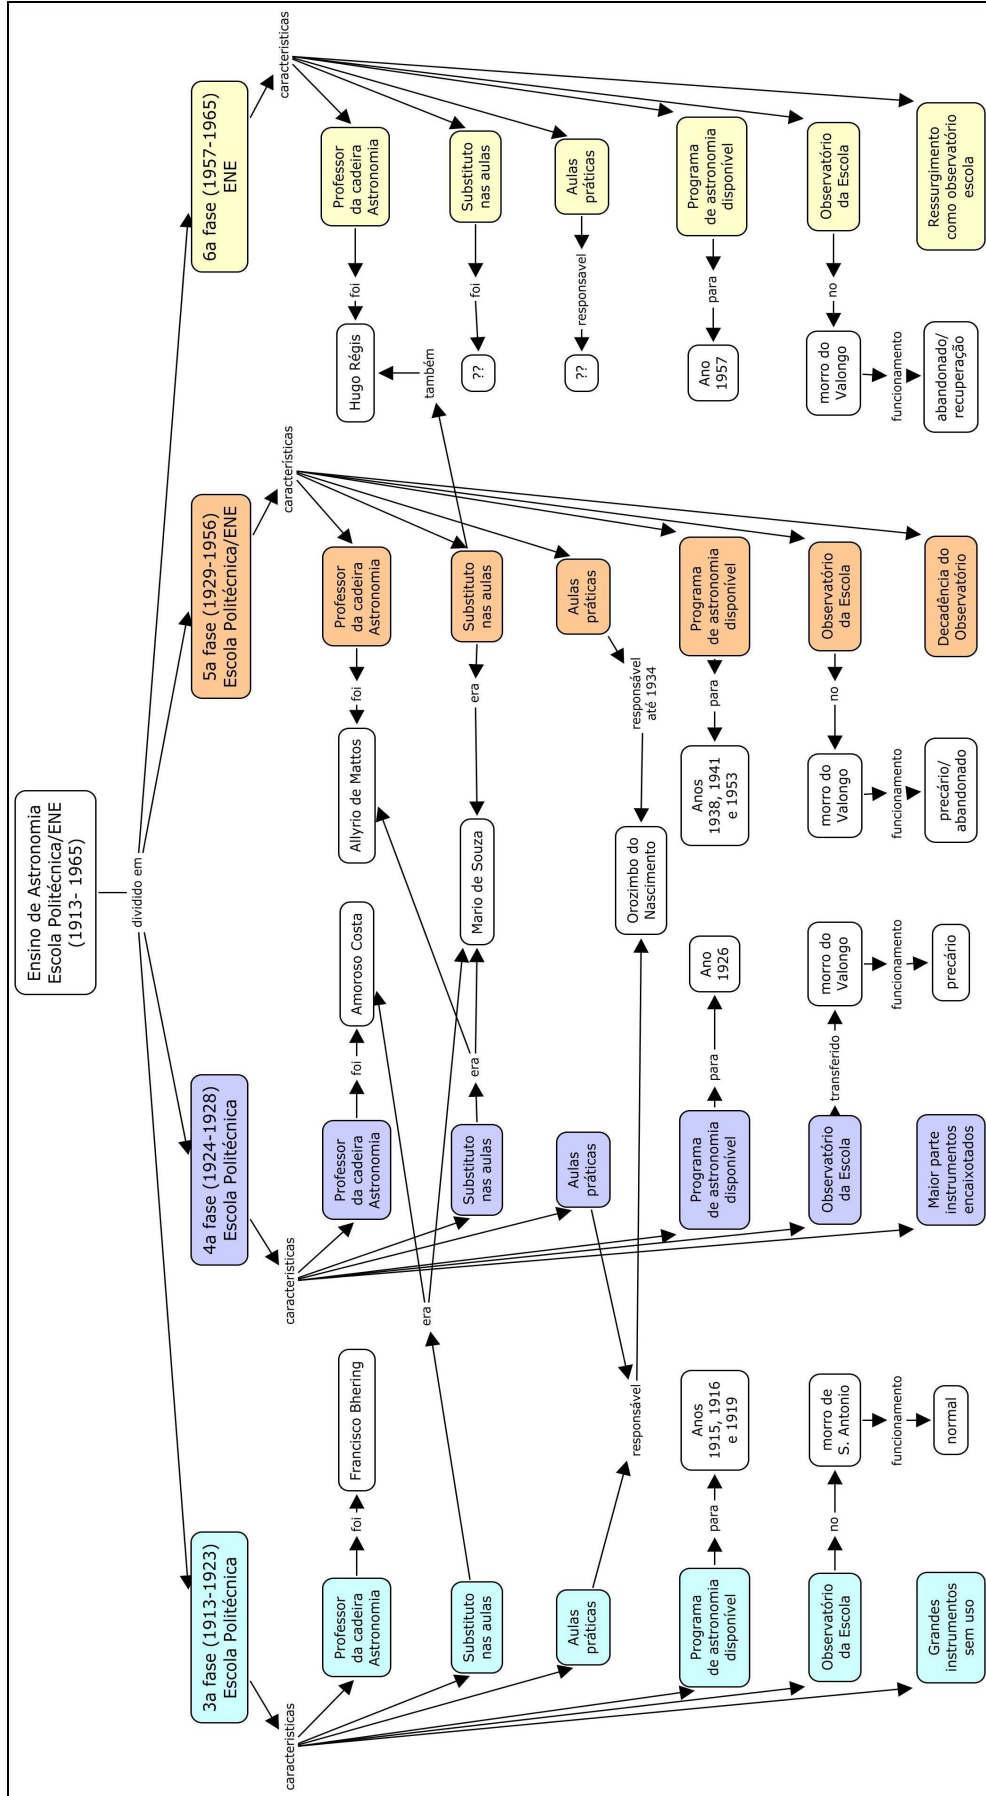 Ensino de Astronomia
Escola Politécnica/ENE
(1913- 1965)
dividido em
3a fase (1913-1923)
Escola Politécnica
características
Professor
da cadeira
Astronomia
foi
Francisco Bhering
Substituto
nas aulas
era
Aulas
práticas
responsável
Programa
de astronomia
disponível
para
Anos
1915, 1916
e 1919
Observatório
da Escola
no
morro de
S. Antonio
funcionamento
normal
Grandes
instrumentos
sem uso
4a fase (1924-1928)
Escola Politécnica
características
Professor
da cadeira
Astronomia
foi
Amoroso Costa
Substituto
nas aulas
era
Mario de Souza
Aulas
práticas
Orozimbo do
Nascimento
Programa
de astronomia
disponível
para
Ano
1926
Observatório
da Escola
transferido
morro do
Valongo
funcionamento
precário
Maior parte
instrumentos
encaixotados
5a fase (1929-1956)
Escola Politécnica/ENE
características
Professor
da cadeira
Astronomia
foi
Allyrio de Mattos
Substituto
nas aulas
era
também
Aulas
práticas
responsável
até 1934
Programa
de astronomia
disponível
para
Anos
1938, 1941
e 1953
Observatório
da Escola
no
morro do
Valongo
funcionamento
precário/
abandonado
Decadência do
Observatório
6a fase (1957-1965)
ENE
características
Professor
da cadeira
Astronomia
foi
Hugo Régis
Substituto
nas aulas
foi
??
Aulas
práticas
responsavel
??
Programa
de astronomia
disponível
para
Ano
1957
Observatório
da Escola
no
morro do
Valongo
funcionamento
abandonado/
recuperação
Ressurgimento
como observatório
escola